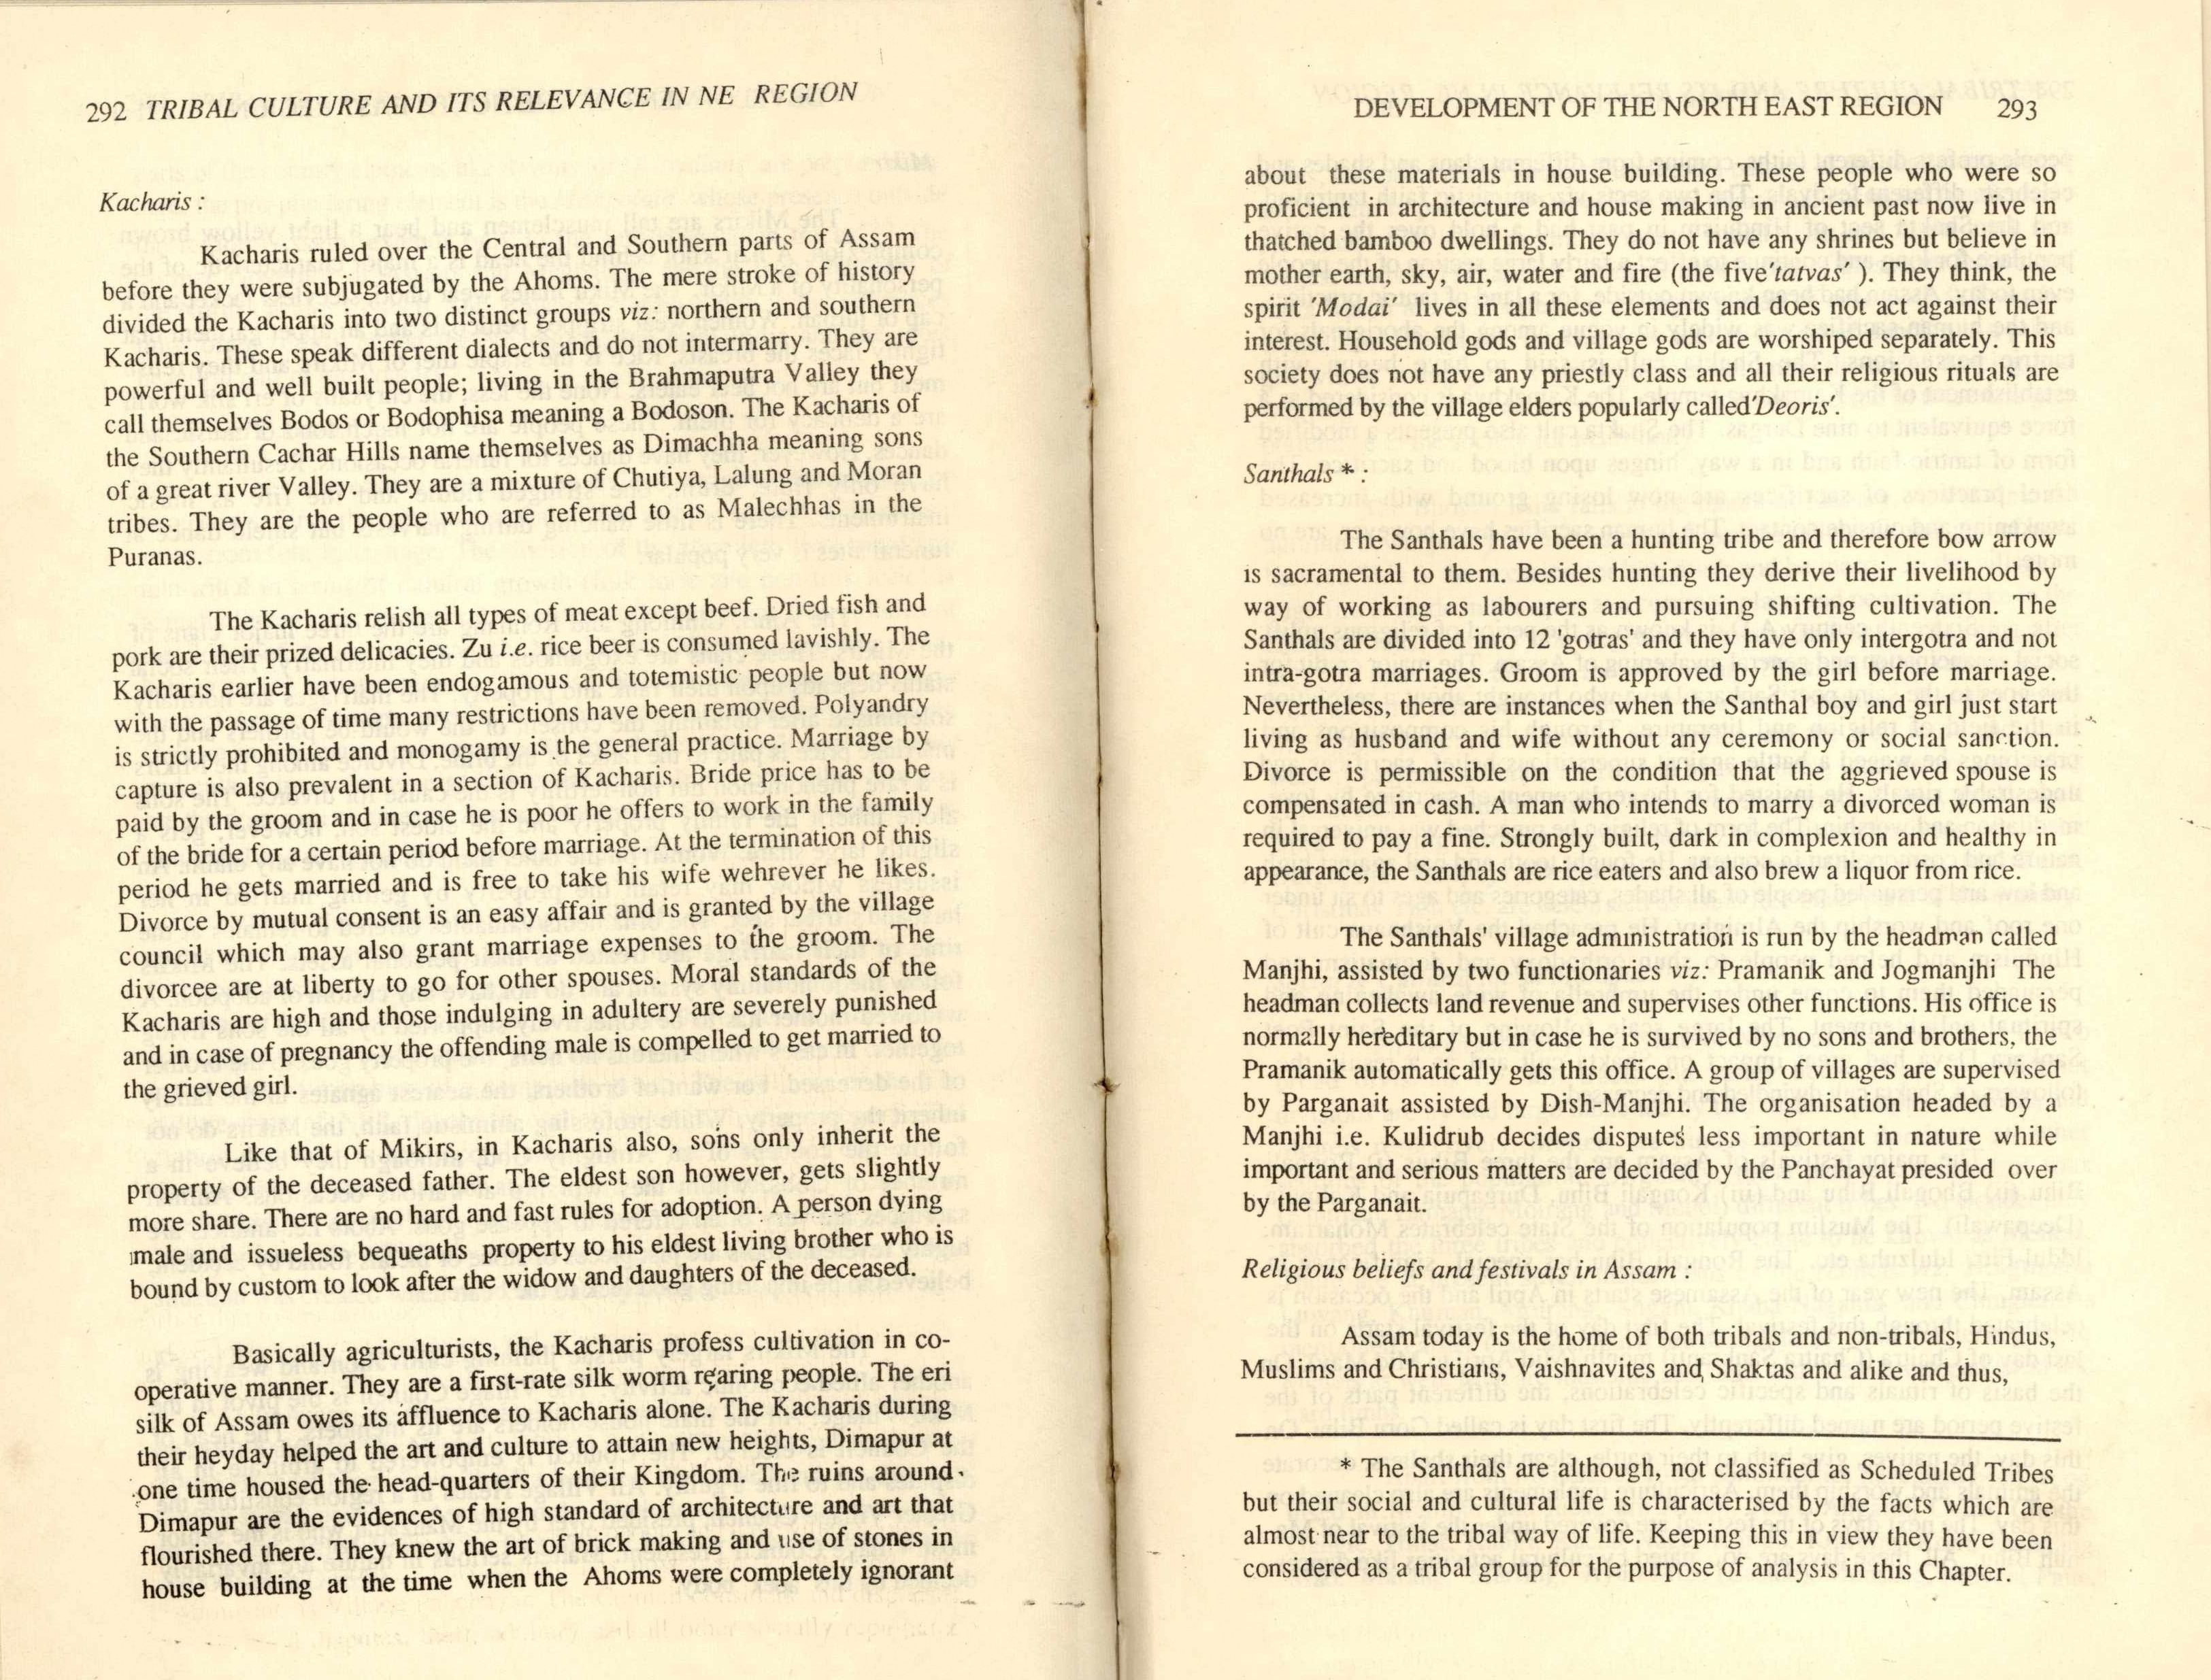 292 TRIBAL CULTURE AND ITS RELEVANCE IN NE REGION
Kacharis :
Kacharis ruled over the Central and Southern parts of Assam
before they were subjugated by the Ahoms. The mere stroke of history
divided the Kacharis into two distinct groups viz: northern and southern
Kacharis. These speak different dialects and do not intermarry. They are
powerful and well built people; living in the Brahmaputra Valley they
call themselves Bodos or Bodophisa meaning a Bodoson. The Kacharis of
the Southern Cachar Hills name themselves as Dimachha meaning sons
of a great river Valley. They are a mixture of Chutiya, Lalung and Moran
tribes. They are the people who are referred to as Malechhas in the
Puranas.
The Kacharis relish all types of meat except beef. Dried fish and
pork are their prized delicacies. Zu i.e. rice beer is consumed lavishly. The
Kacharis earlier have been endogamous and totemistic people but now
with the passage of time many restrictions have been removed. Polyandry
is strictly prohibited and monogamy is the general practice. Marriage by
capture is also prevalent in a section of Kacharis. Bride price has to be
paid by the groom and in case he is poor he offers to work in the family
of the bride for a certain period before marriage. At the termination of this
period he gets married and is free to take his wife wehrever he likes.
Divorce by mutual consent is an easy affair and is granted by the village
council which may also grant marriage expenses to the groom. The
divorcee are at liberty to go for other spouses. Moral standards of the
Kacharis are high and those indulging in adultery are severely punished
and in case of pregnancy the offending male is compelled to get married to
the grieved girl.
Like that of Mikirs, in Kacharis also, sons only inherit the
property of the deceased father. The eldest son however, gets slightly
more share. There are no hard and fast rules for adoption. A person dying
male and issueless bequeaths property to his eldest living brother who is
bound by custom to look after the widow and daughters of the deceased.
Basically agriculturists, the Kacharis profess cultivation in co-
operative manner. They are a first-rate silk worm rearing people. The eri
silk of Assam owes its affluence to Kacharis alone. The Kacharis during
their heyday helped the art and culture to attain new heights, Dimapur at
one time housed the head-quarters of their Kingdom. The ruins around
Dimapur are the evidences of high standard of architecture and art that
flourished there. They knew the art of brick making and use of stones in
house building at the time when the Ahoms were completely ignorant
DEVELOPMENT OF THE NORTH EAST REGION 293
about these materials in house building. These people who were so
proficient in architecture and house making in ancient past now live in
thatched bamboo dwellings. They do not have any shrines but believe in
mother earth, sky, air, water and fire (the five'tatvas' ). They think, the
spirit 'Modai' lives in all these elements and does not act against their
interest. Household gods and village gods are worshiped separately. This
society does not have any priestly class and all their religious rituals are
performed by the village elders popularly called'Deoris'.
Santhals * :
The Santhals have been a hunting tribe and therefore bow arrow
is sacramental to them. Besides hunting they derive their livelihood by
way of working as labourers and pursuing shifting cultivation. The
Santhals are divided into 12 'gotras' and they have only intergotra and not
intra-gotra marriages. Groom is approved by the girl before marriage.
Nevertheless, there are instances when the Santhal boy and girl just start
living as husband and wife without any ceremony or social sanction.
Divorce is permissible on the condition that the aggrieved spouse is
compensated in cash. A man who intends to marry a divorced woman is
required to pay a fine. Strongly built, dark in complexion and healthy in
appearance, the Santhals are rice eaters and also brew a liquor from rice.
The Santhals' village administration is run by the headman called
Manjhi, assisted by two functionaries viz: Pramanik and Jogmanjhi The
headman collects land revenue and supervises other functions. His office is
normally hereditary but in case he is survived by no sons and brothers, the
Pramanik automatically gets this office. A group of villages are supervised
by Parganait assisted by Dish-Manjhi. The organisation headed by a
Manjhi i.e. Kulidrub decides disputes less important in nature while
important and serious matters are decided by the Panchayat presided over
by the Parganait.
Religious beliefs and festivals in Assam :
Assam today is the home of both tribals and non-tribals, Hindus,
Muslims and Christians, Vaishnavites and Shaktas and alike and thus,
* The Santhals are although, not classified as Scheduled Tribes
but their social and cultural life is characterised by the facts which are
almost near to the tribal way of life. Keeping this in view they have been
considered as a tribal group for the purpose of analysis in this Chapter.